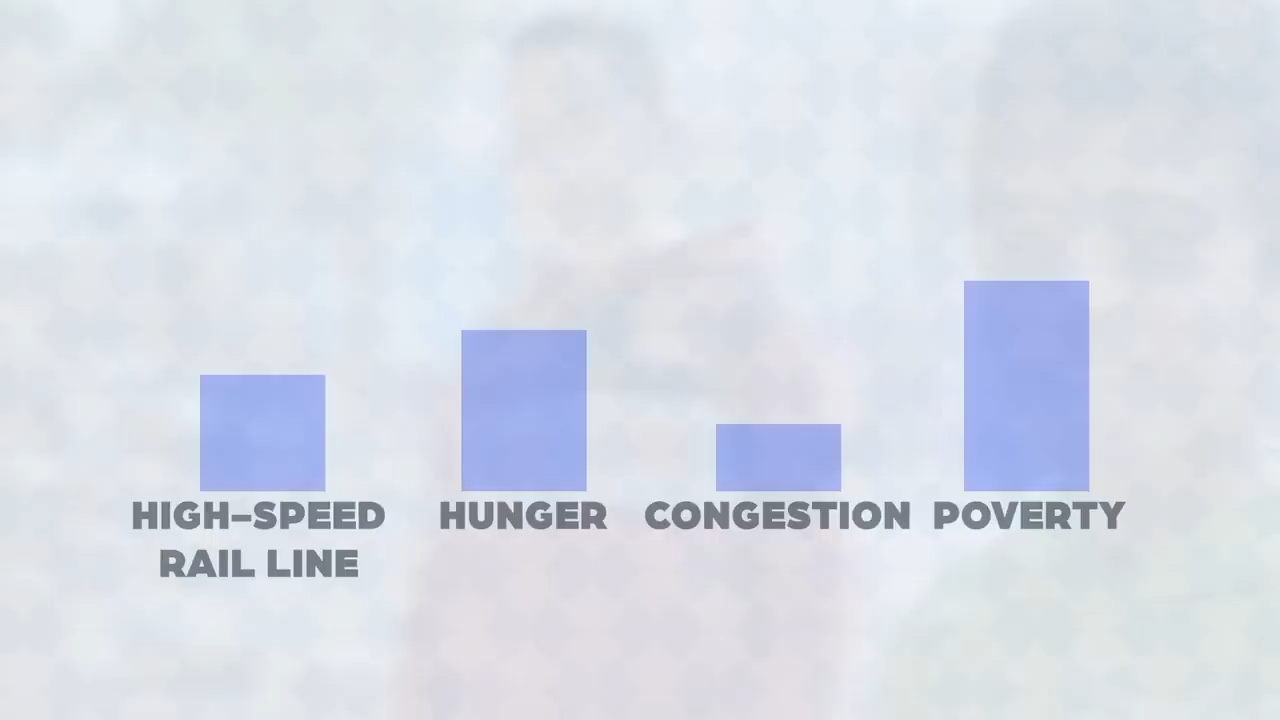 HIGH–SPEED
RAIL LINE
HUNGER
CONGESTION
POVERTY